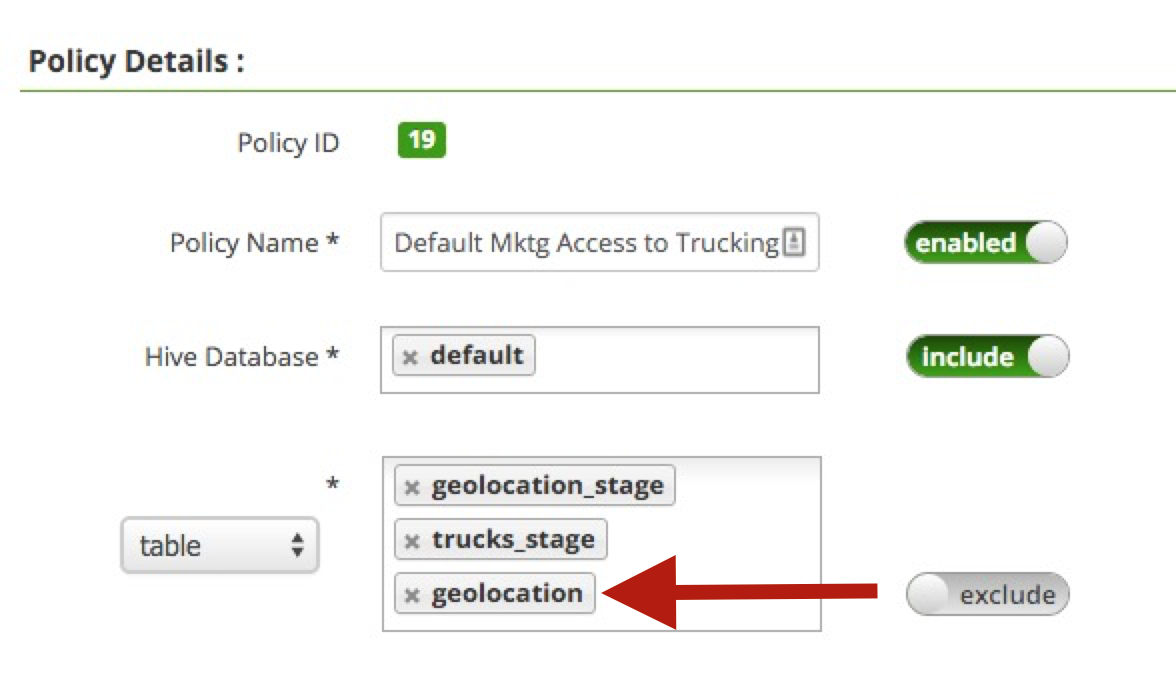 Policy Details :
Policy ID 19
Policy Name * Default Mktg Access to Trucking enabled
Hive Database * × default include
* × geolocation_stage
× trucks_stage
table
× geolocation exclude